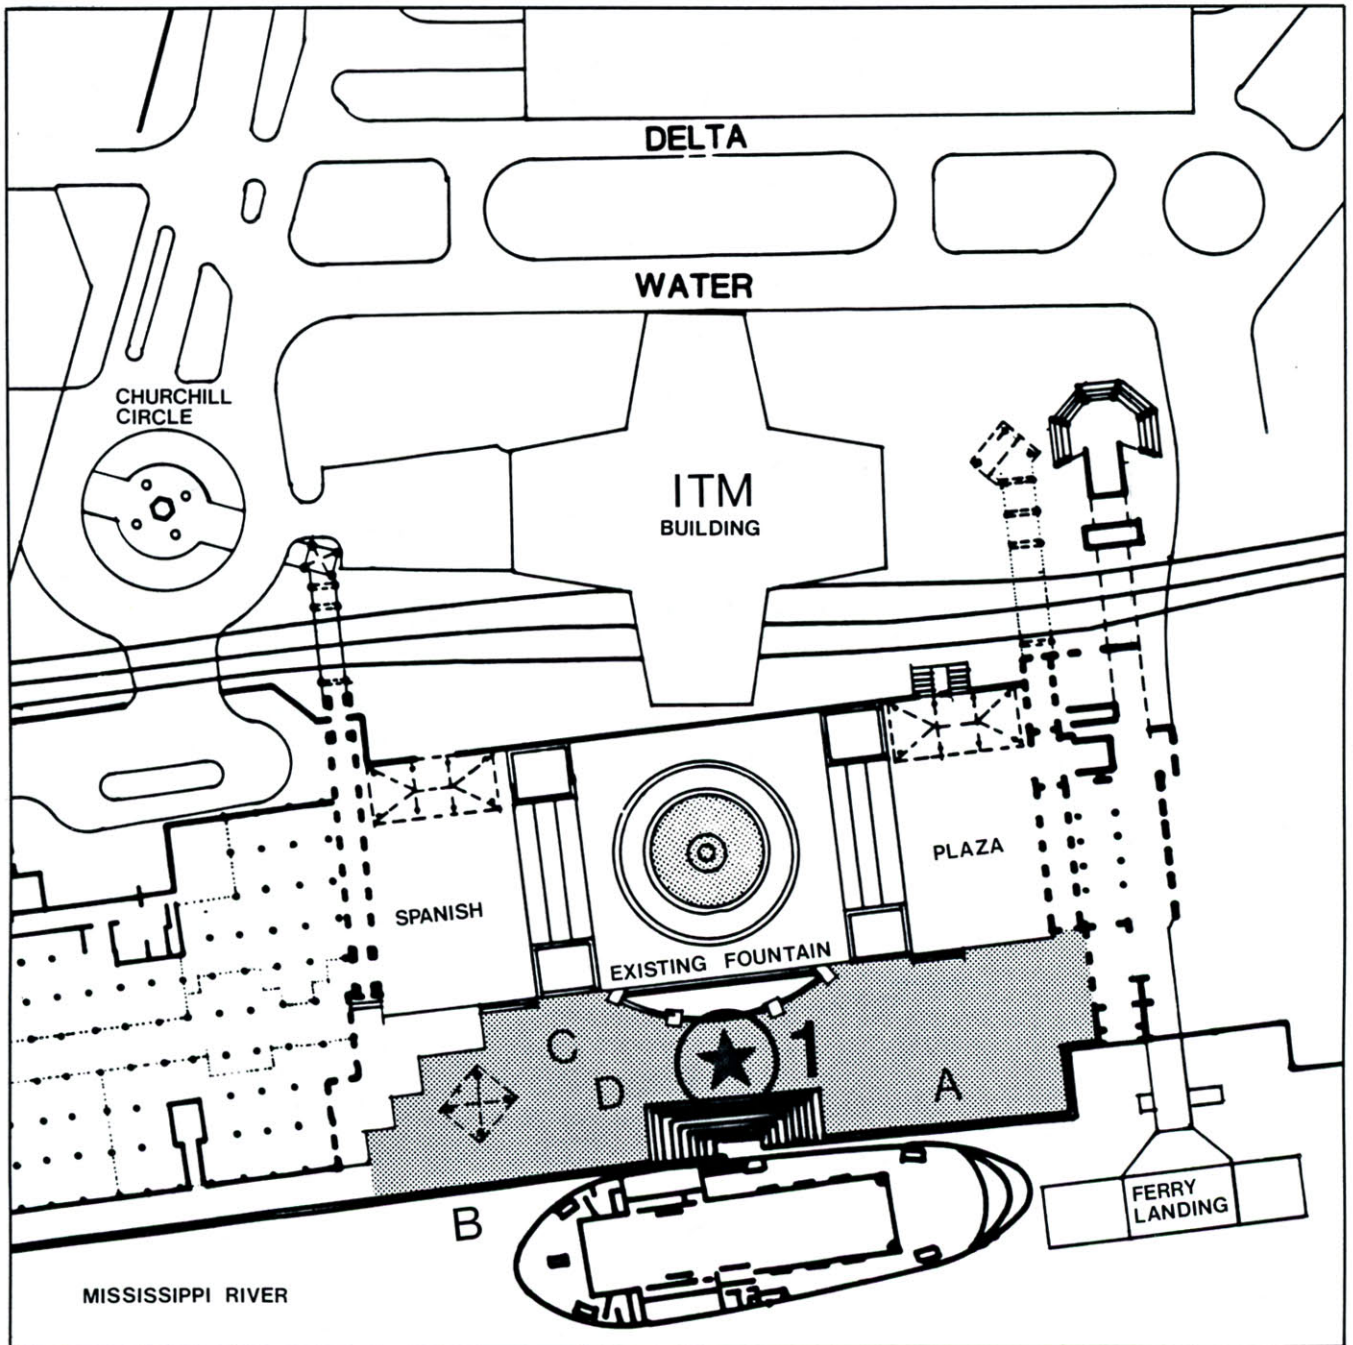 DELTA
WATER
CHURCHILL
CIRCLE
ITM
BUILDING
PLAZA
SPANISH
EXISTING FOUNTAIN
C
1
D
A
B
FERRY
LANDING
MISSISSIPPI RIVER